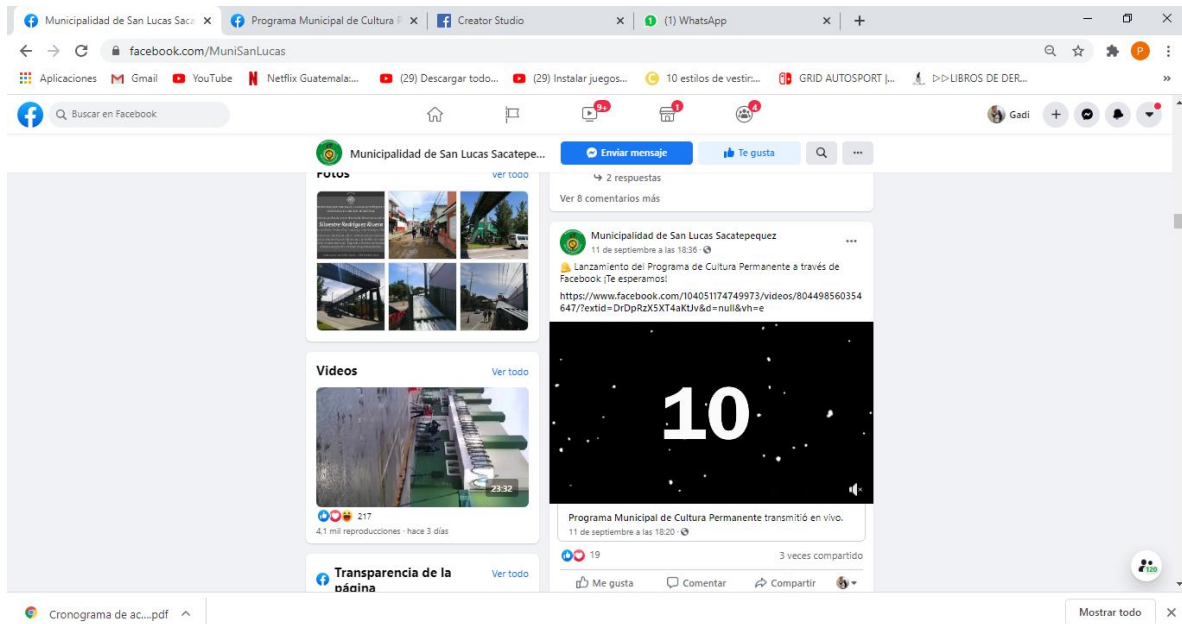 Municipalidad de San Lucas Saca
Programa Municipal de Cultura P
Creator Studio
(1) WhatsApp
facebook.com/MuniSanLucas
Aplicaciones
Gmail
YouTube
Netflix Guatemala:...
(29) Descargar todo...
(29) Instalar juegos...
10 estilos de vestir:...
GRID AUTOSPORT |...
▷▷LIBROS DE DER...
»
Buscar en Facebook
9+
1
4
Gadi
Municipalidad de San Lucas Sacatepe...
Enviar mensaje
Te gusta
Fotos
Ver todo
Silvestre Rodríguez Rivera
Videos
Ver todo
23:32
217
4,1 mil reproducciones · hace 3 días
Transparencia de la página
Ver todo
2 respuestas
Ver 8 comentarios más
Municipalidad de San Lucas Sacatepequez
11 de septiembre a las 18:36 ·
Lanzamiento del Programa de Cultura Permanente a través de
Facebook ¡Te esperamos!
https://www.facebook.com/104051174749973/videos/804498560354
647/?extid=DrDpRzX5XT4aKtJv&d=null&vh=e
10
Programa Municipal de Cultura Permanente transmitió en vivo.
11 de septiembre a las 18:20 ·
19
3 veces compartido
Me gusta
Comentar
Compartir
120
Cronograma de ac....pdf
Mostrar todo